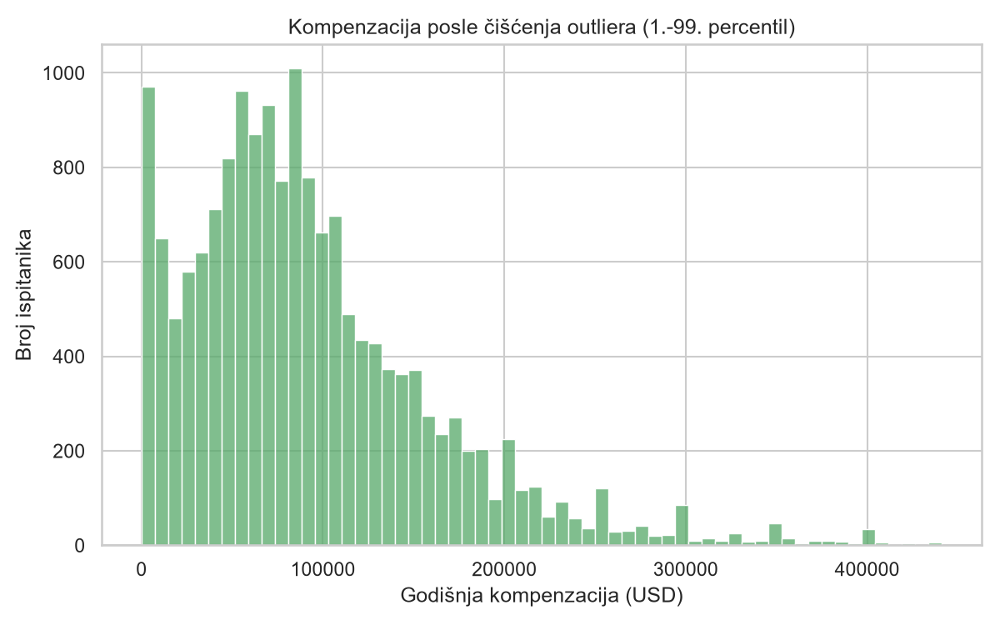 Kompenzacija posle čišćenja outliera (1.-99. percentil)
1000
800
600
400
200
0
Broj ispitanika
0 100000 200000 300000 400000
Godišnja kompenzacija (USD)